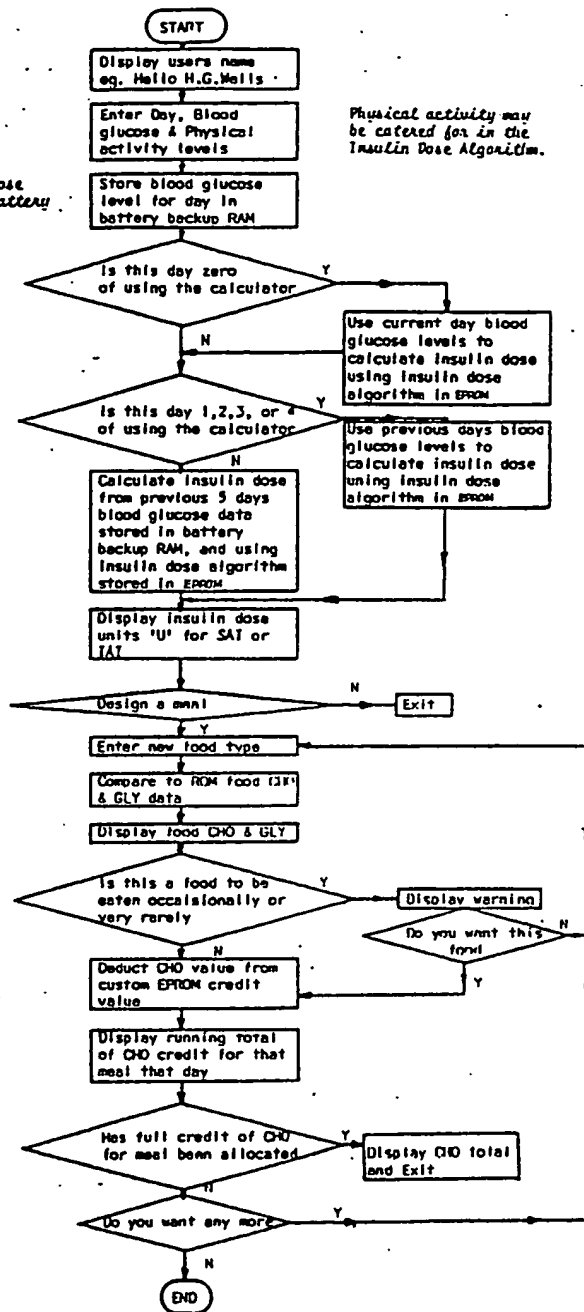 START
Display users name
eg. Hello H.G.Wells
Enter Day, Blood
glucose & Physical
activity levels
Physical activity may
be catered for in the
Insulin Dose Algorithm.
Store blood glucose
level for day in
battery backup RAM
Is this day zero
of using the calculator
Y
N
Use current day blood
glucose levels to
calculate insulin dose
using insulin dose
algorithm in EPROM
Is this day 1,2,3, or 4
of using the calculator
Y
N
Use previous days blood
glucose levels to
calculate insulin dose
uning insulin dose
algorithm in EPROM
Calculate insulin dose
from previous 5 days
blood glucose data
stored in battery
backup RAM, and using
insulin dose algorithm
stored in EPROM
Display insulin dose
units 'U' for SAI or
IAI
Design a meal
N
Exit
Y
Enter new food type
Compare to ROM food
& GLY data
Display food CHO & GLY
Is this a food to be
eaten occaisionally or
very rarely
Y
Display warning
Do you want this
food
N
Y
N
Deduct CHO value from
custom EPROM credit
value
Display running total
of CHO credit for that
meal that day
Has full credit of CHO
for meal been allocated
Y
Display CHO total
and Exit
N
Do you want any more
Y
N
END